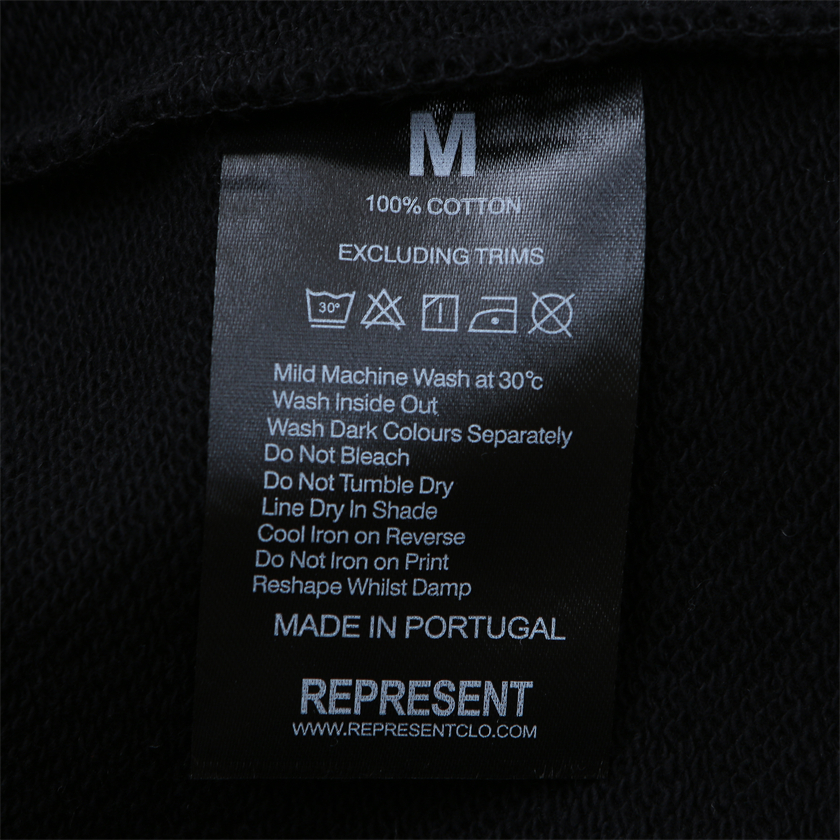 M
100% COTTON
EXCLUDING TRIMS
30°
Mild Machine Wash at 30°c
Wash Inside Out
Wash Dark Colours Separately
Do Not Bleach
Do Not Tumble Dry
Line Dry In Shade
Cool Iron on Reverse
Do Not Iron on Print
Reshape Whilst Damp
MADE IN PORTUGAL
REPRESENT
WWW.REPRESENTCLO.COM